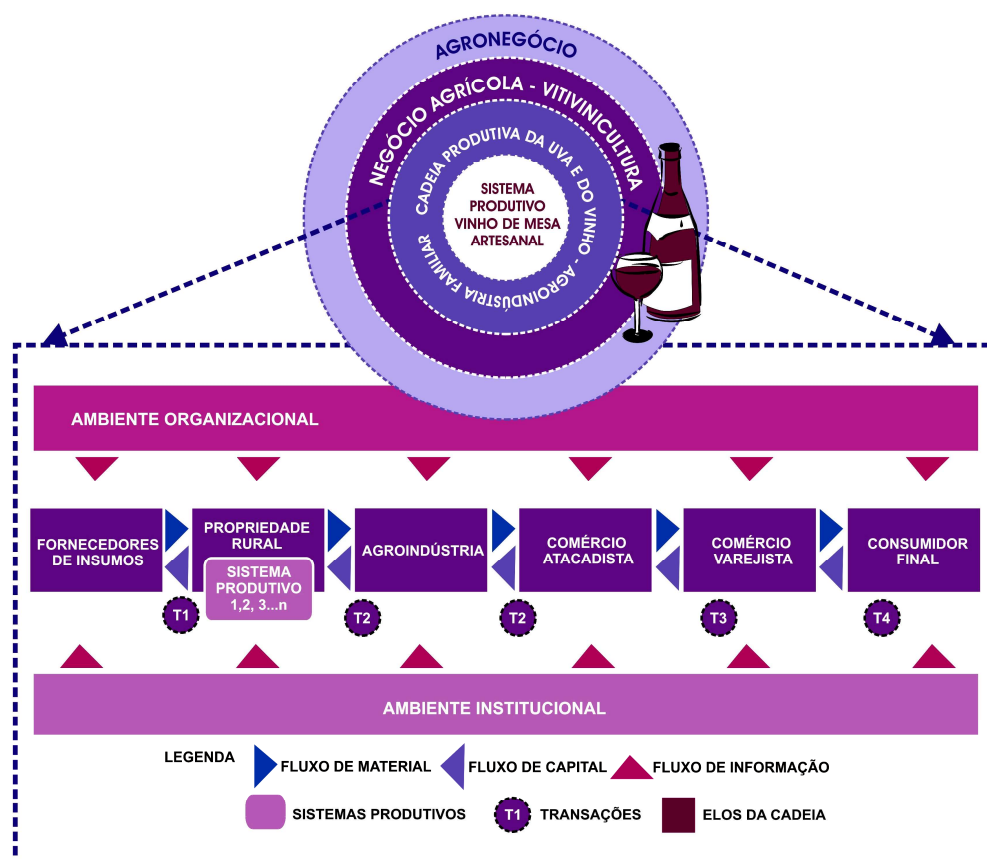 AGRONEGÓCIO
NEGÓCIO AGRÍCOLA - VITIVINICULTURA
CADEIA PRODUTIVA DA UVA E DO VINHO - AGROINDÚSTRIA FAMILIAR
SISTEMA
PRODUTIVO
VINHO DE MESA
ARTESANAL
AMBIENTE ORGANIZACIONAL
FORNECEDORES
DE INSUMOS
PROPRIEDADE
RURAL
SISTEMA
PRODUTIVO
1,2, 3...n
AGROINDÚSTRIA
COMÉRCIO
ATACADISTA
COMÉRCIO
VAREJISTA
CONSUMIDOR
FINAL
T1
T2
T2
T3
T4
AMBIENTE INSTITUCIONAL
LEGENDA
FLUXO DE MATERIAL
FLUXO DE CAPITAL
FLUXO DE INFORMAÇÃO
SISTEMAS PRODUTIVOS
T1
TRANSAÇÕES
ELOS DA CADEIA